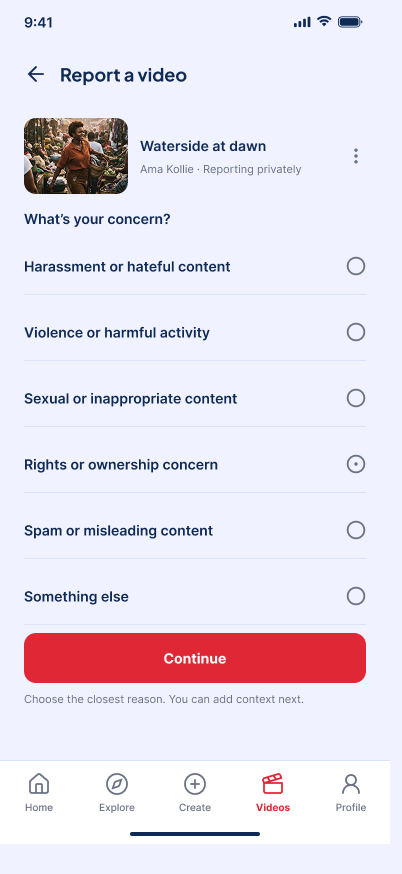 9:41
Report a video
Waterside at dawn
Ama Kollie · Reporting privately
What's your concern?
Harassment or hateful content
Violence or harmful activity
Sexual or inappropriate content
Rights or ownership concern
Spam or misleading content
Something else
Continue
Choose the closest reason. You can add context next.
Home Explore Create Videos Profile